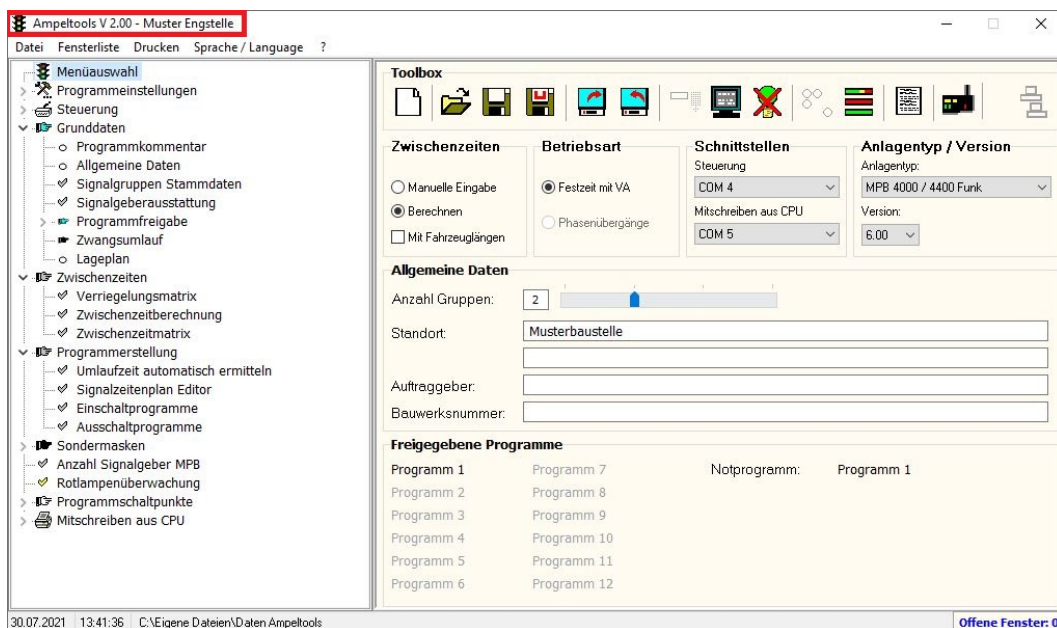 Ampeltools V 2.00 - Muster Engstelle
Datei Fensterliste Drucken Sprache / Language ?
Menüauswahl
Programmeinstellungen
Steuerung
Grunddaten
Programmkommentar
Allgemeine Daten
Signalgruppen Stammdaten
Signalgeberausstattung
Programmfreigabe
Zwangsumlauf
Lageplan
Zwischenzeiten
Verriegelungsmatrix
Zwischenzeitberechnung
Zwischenzeitmatrix
Programmerstellung
Umlaufzeit automatisch ermitteln
Signalzeitenplan Editor
Einschaltprogramme
Ausschaltprogramme
Sondermasken
Anzahl Signalgeber MPB
Rotlampenüberwachung
Programmschaltpunkte
Mitschreiben aus CPU
Toolbox
Zwischenzeiten
Manuelle Eingabe
Berechnen
Mit Fahrzeuglängen
Betriebsart
Festzeit mit VA
Phasenübergänge
Schnittstellen
Steuerung
COM 4
Mitschreiben aus CPU
COM 5
Anlagentyp / Version
Anlagentyp:
MPB 4000 / 4400 Funk
Version:
6.00
Allgemeine Daten
Anzahl Gruppen: 2
Standort: Musterbaustelle
Auftraggeber:
Bauwerksnummer:
Freigegebene Programme
Programm 1 Programm 7 Notprogramm: Programm 1
Programm 2 Programm 8
Programm 3 Programm 9
Programm 4 Programm 10
Programm 5 Programm 11
Programm 6 Programm 12
30.07.2021 13:41:36 C:\Eigene Dateien\Daten Ampeltools Offene Fenster: 0